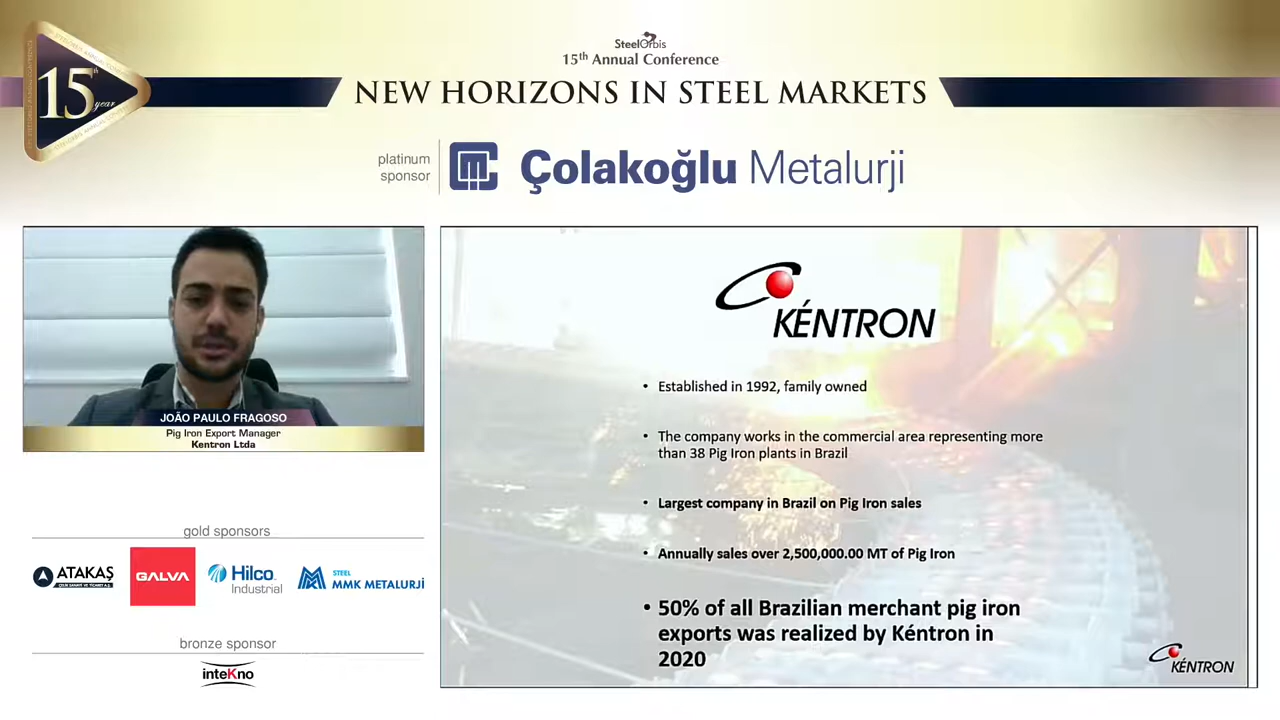 SteelOrbis
15th Annual Conference
NEW HORIZONS IN STEEL MARKETS
15th
year
platinum
sponsor
Çolakoğlu Metalurji
KÉNTRON
• Established in 1992, family owned
• The company works in the commercial area representing more
than 38 Pig Iron plants in Brazil
• Largest company in Brazil on Pig Iron sales
• Annually sales over 2,500,000.00 MT of Pig Iron
• 50% of all Brazilian merchant pig iron
exports was realized by Kéntron in
2020
KÉNTRON
JOÃO PAULO FRAGOSO
Pig Iron Export Manager
Kentron Ltda
gold sponsors
ATAKAŞ
GALVA
Hilco
Industrial
STEEL
MMK METALURJİ
bronze sponsor
inteKno